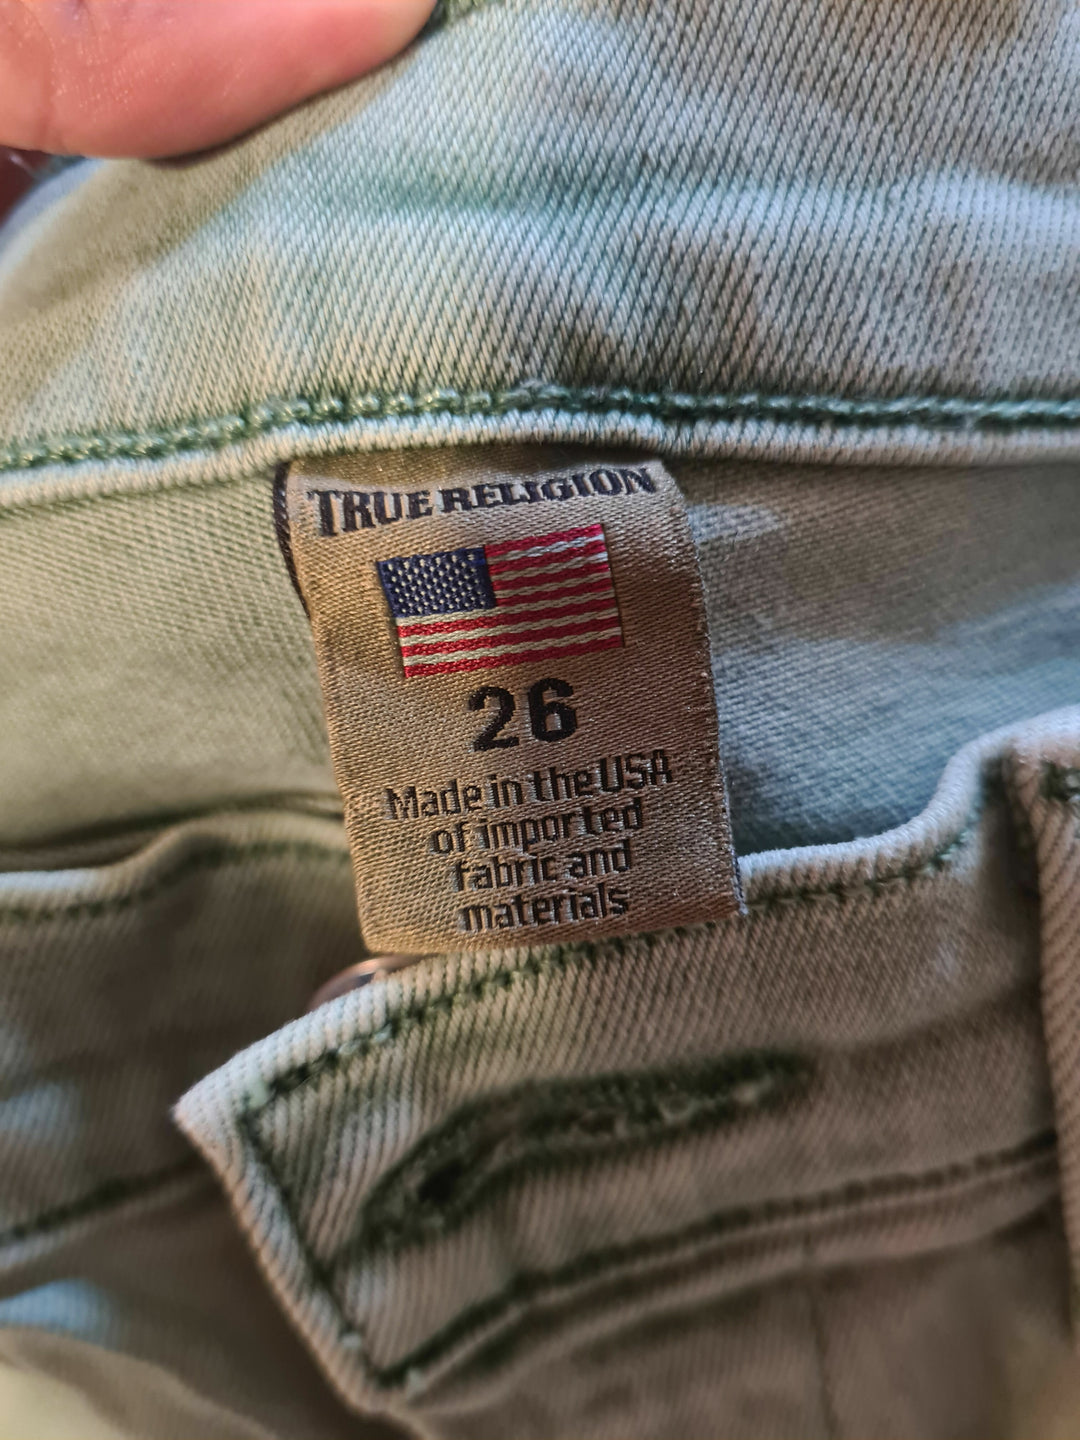 TRUE RELIGION
26
Made in the USA
of imported
fabric and
materials